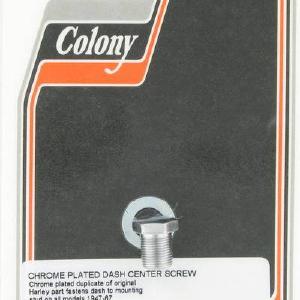 Colony
CHROME PLATED DASH CENTER SCREW
Chrome plated duplicate of original
Harley part fastens dash to mounting
stud on all models 1947-67